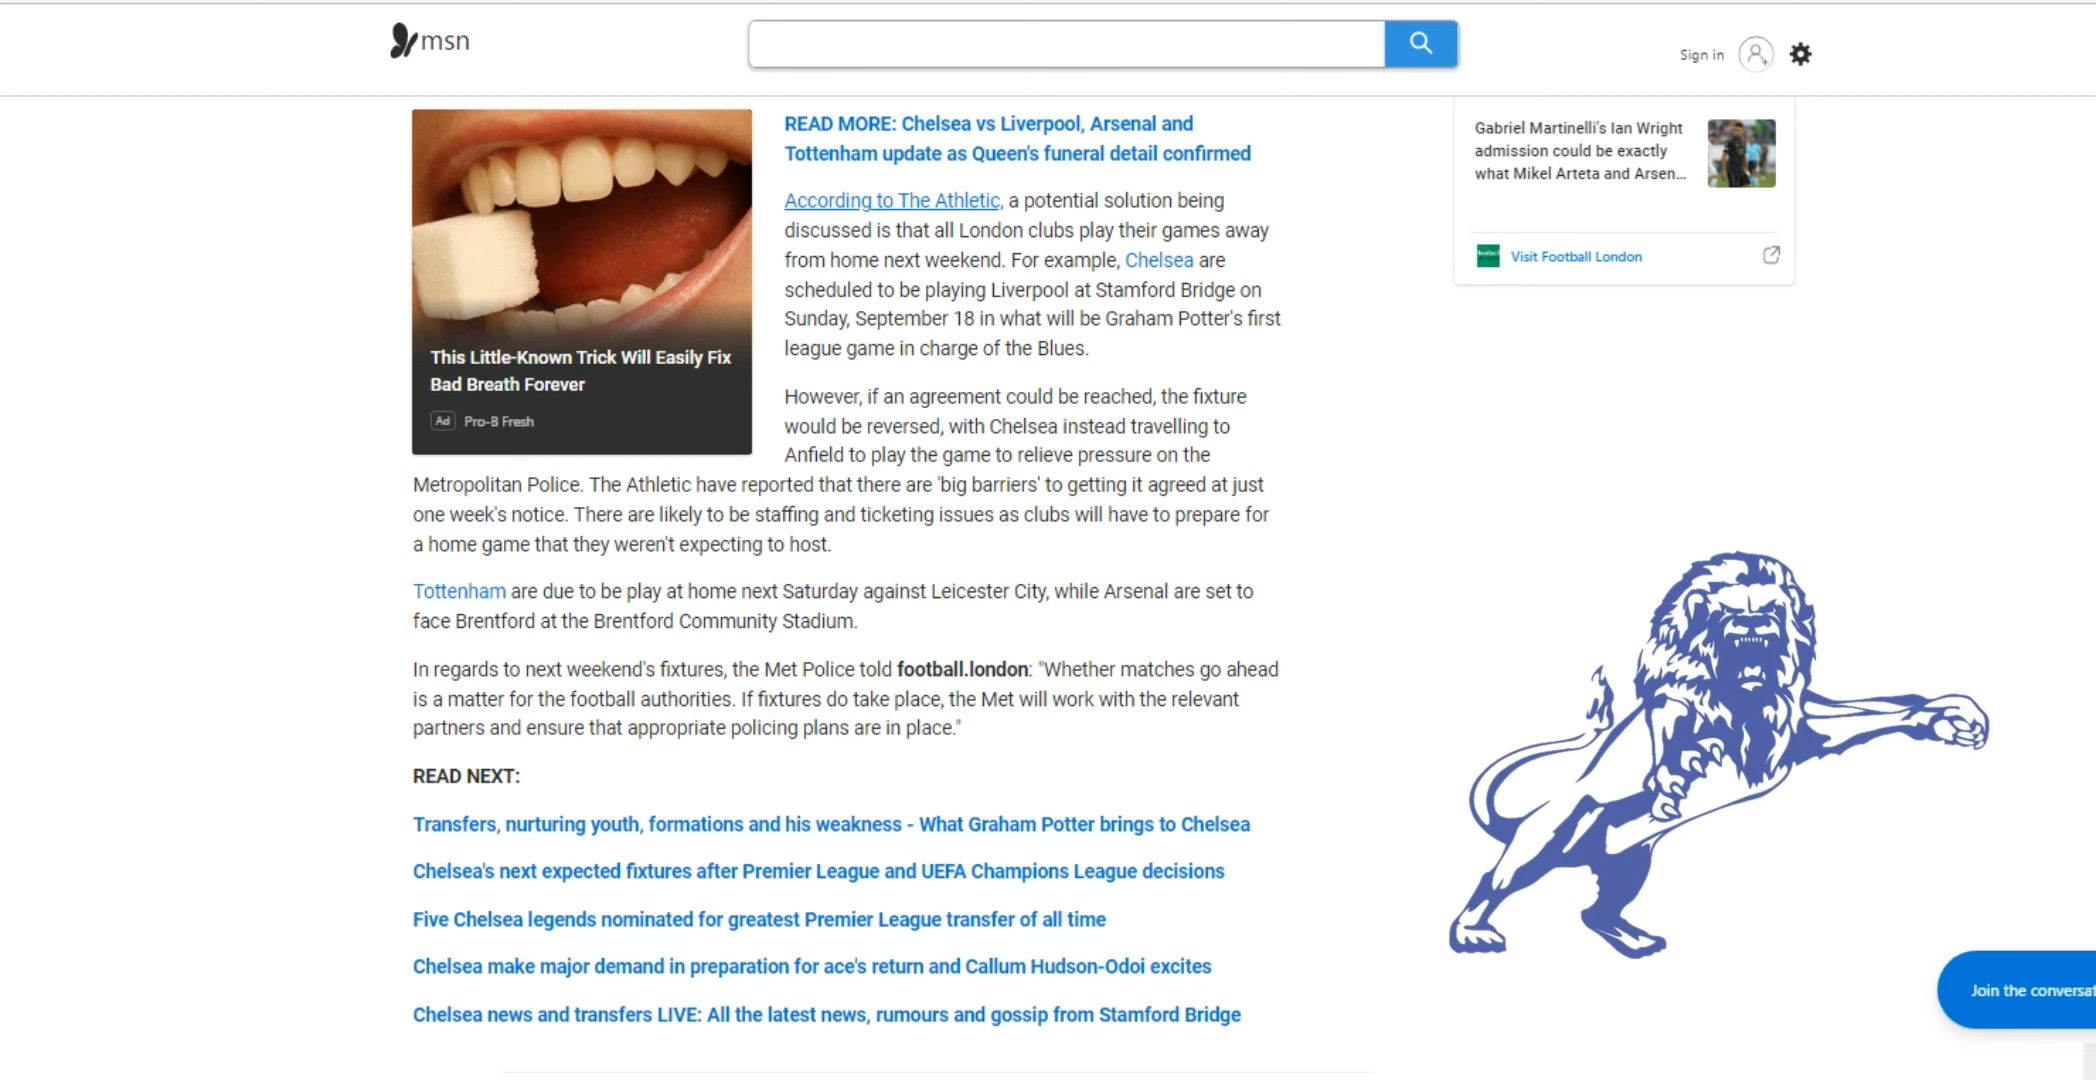 msn
Sign in
This Little-Known Trick Will Easily Fix
Bad Breath Forever
Ad Pro-B Fresh
READ MORE: Chelsea vs Liverpool, Arsenal and
Tottenham update as Queen's funeral detail confirmed
According to The Athletic, a potential solution being
discussed is that all London clubs play their games away
from home next weekend. For example, Chelsea are
scheduled to be playing Liverpool at Stamford Bridge on
Sunday, September 18 in what will be Graham Potter's first
league game in charge of the Blues.
However, if an agreement could be reached, the fixture
would be reversed, with Chelsea instead travelling to
Anfield to play the game to relieve pressure on the
Metropolitan Police. The Athletic have reported that there are 'big barriers' to getting it agreed at just
one week's notice. There are likely to be staffing and ticketing issues as clubs will have to prepare for
a home game that they weren't expecting to host.
Tottenham are due to be play at home next Saturday against Leicester City, while Arsenal are set to
face Brentford at the Brentford Community Stadium.
In regards to next weekend's fixtures, the Met Police told football.london: "Whether matches go ahead
is a matter for the football authorities. If fixtures do take place, the Met will work with the relevant
partners and ensure that appropriate policing plans are in place."
READ NEXT:
Transfers, nurturing youth, formations and his weakness - What Graham Potter brings to Chelsea
Chelsea's next expected fixtures after Premier League and UEFA Champions League decisions
Five Chelsea legends nominated for greatest Premier League transfer of all time
Chelsea make major demand in preparation for ace's return and Callum Hudson-Odoi excites
Chelsea news and transfers LIVE: All the latest news, rumours and gossip from Stamford Bridge
Gabriel Martinelli's Ian Wright
admission could be exactly
what Mikel Arteta and Arsen...
Visit Football London
Join the conversat